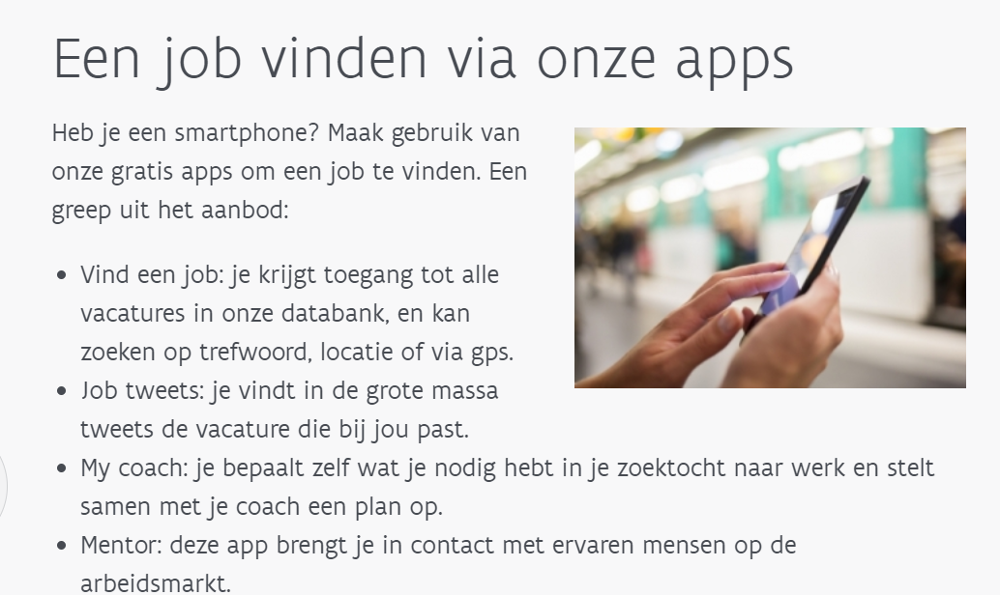 Een job vinden via onze apps
Heb je een smartphone? Maak gebruik van
onze gratis apps om een job te vinden. Een
greep uit het aanbod:
• Vind een job: je krijgt toegang tot alle
vacatures in onze databank, en kan
zoeken op trefwoord, locatie of via gps.
• Job tweets: je vindt in de grote massa
tweets de vacature die bij jou past.
• My coach: je bepaalt zelf wat je nodig hebt in je zoektocht naar werk en stelt
samen met je coach een plan op.
• Mentor: deze app brengt je in contact met ervaren mensen op de
arbeidsmarkt.